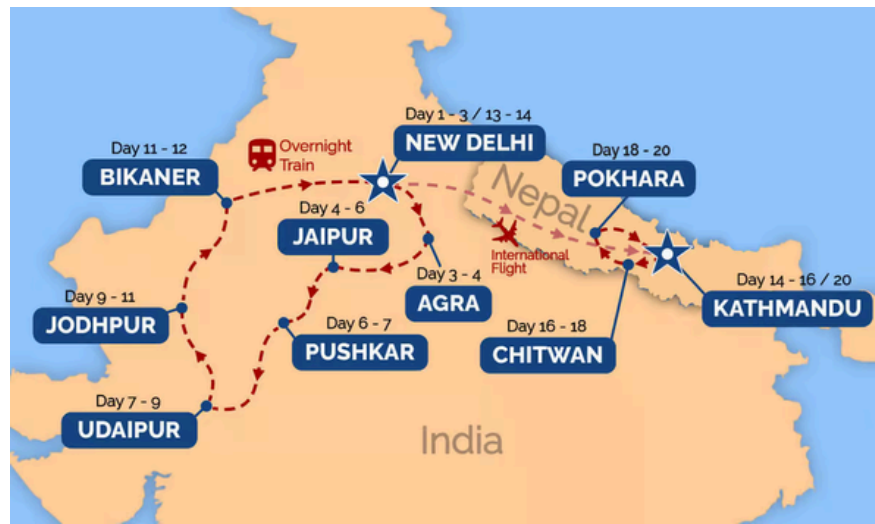 Day 1 - 3 / 13 - 14
NEW DELHI
Day 11 - 12
BIKANER
Overnight
Train
Day 18 - 20
POKHARA
Nepal
Day 4 - 6
JAIPUR
International
Flight
Day 3 - 4
AGRA
Day 14 - 16 / 20
KATHMANDU
Day 9 - 11
JODHPUR
Day 6 - 7
PUSHKAR
Day 16 - 18
CHITWAN
Day 7 - 9
UDAIPUR
India